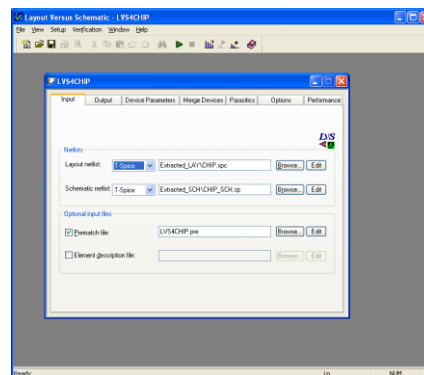 Layout Versus Schematic - LVS4CHIP
File View Setup Verification Window Help
LVS4CHIP
Input Output Device Parameters Merge Devices Parasitics Options Performance
LVS
Netlists
Layout netlist: T-Spice Extracted_LAY\CHIP.spc Browse... Edit
Schematic netlist: T-Spice Extracted_SCH\CHIP_SCH.sp Browse... Edit
Optional input files
Prematch file: LVS4CHIP.pre Browse... Edit
Element description file: Browse... Edit
Ready Ln NUM